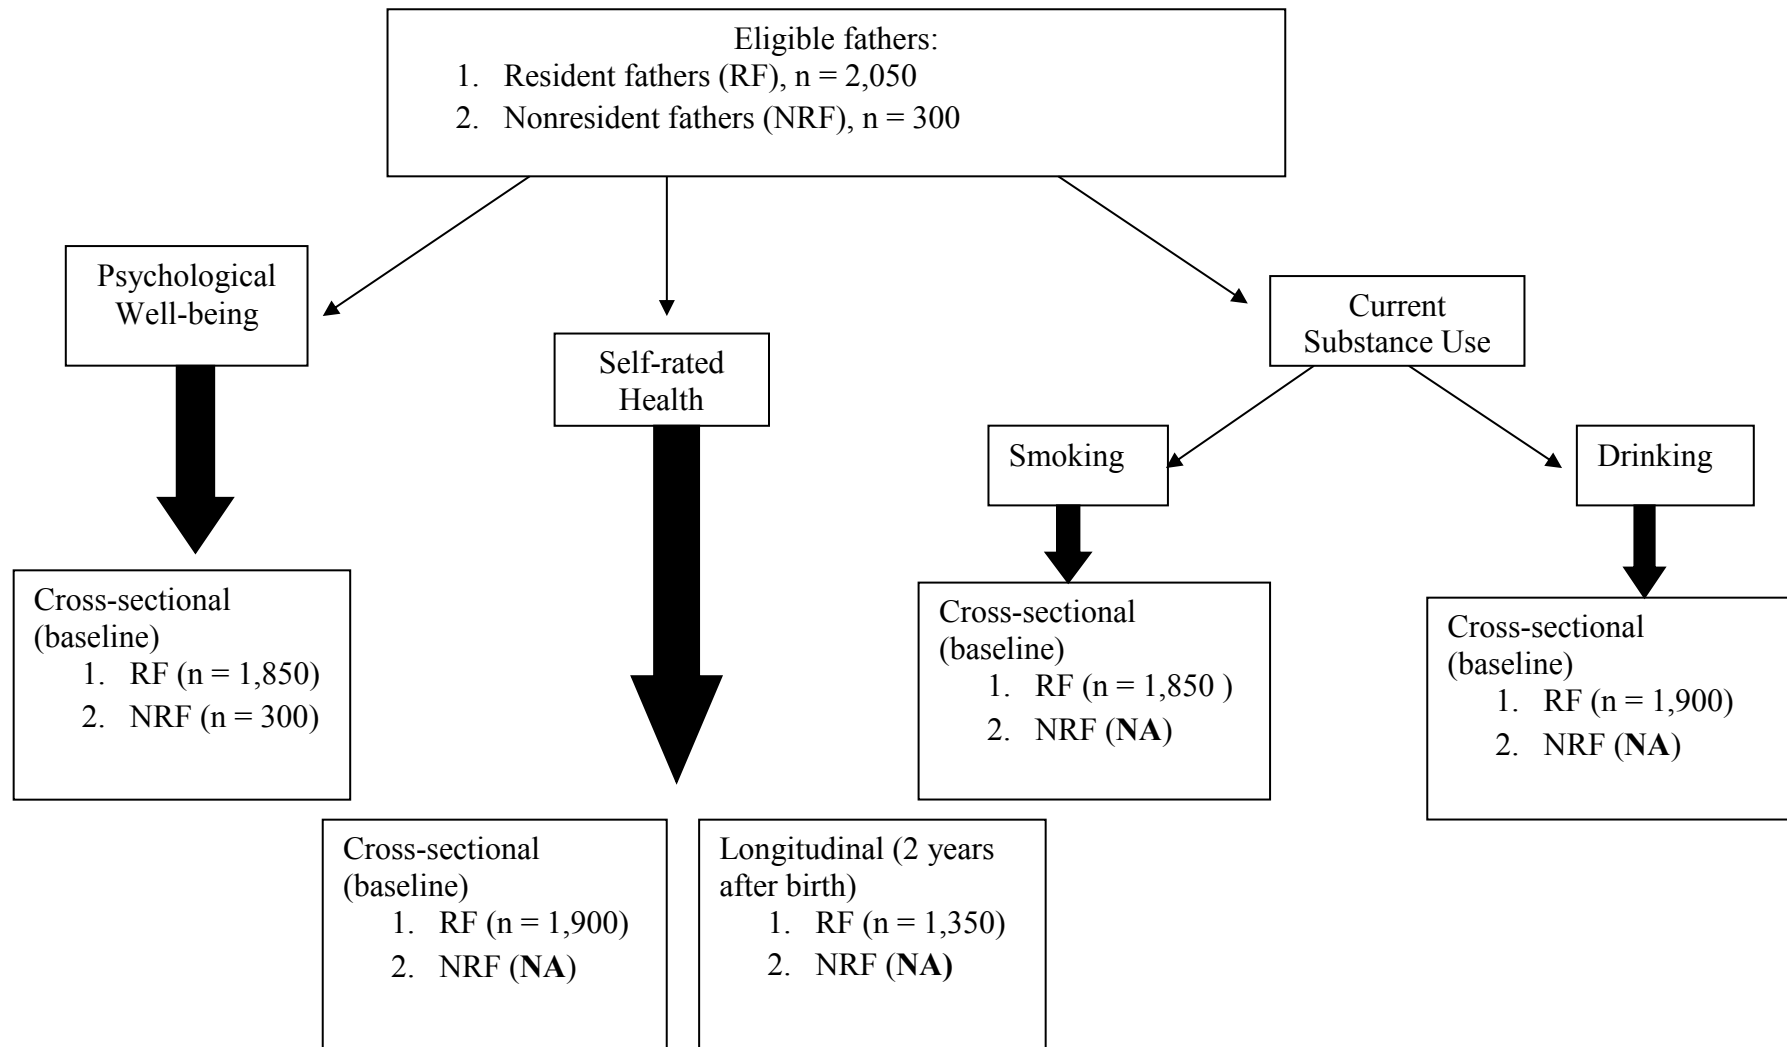 Eligible fathers:
1. Resident fathers (RF), n = 2,050
2. Nonresident fathers (NRF), n = 300
Psychological
Well-being
Self-rated
Health
Current
Substance Use
Smoking
Drinking
Cross-sectional
(baseline)
1. RF (n = 1,850)
2. NRF (n = 300)
Cross-sectional
(baseline)
1. RF (n = 1,900)
2. NRF (NA)
Longitudinal (2 years
after birth)
1. RF (n = 1,350)
2. NRF (NA)
Cross-sectional
(baseline)
1. RF (n = 1,850 )
2. NRF (NA)
Cross-sectional
(baseline)
1. RF (n = 1,900)
2. NRF (NA)